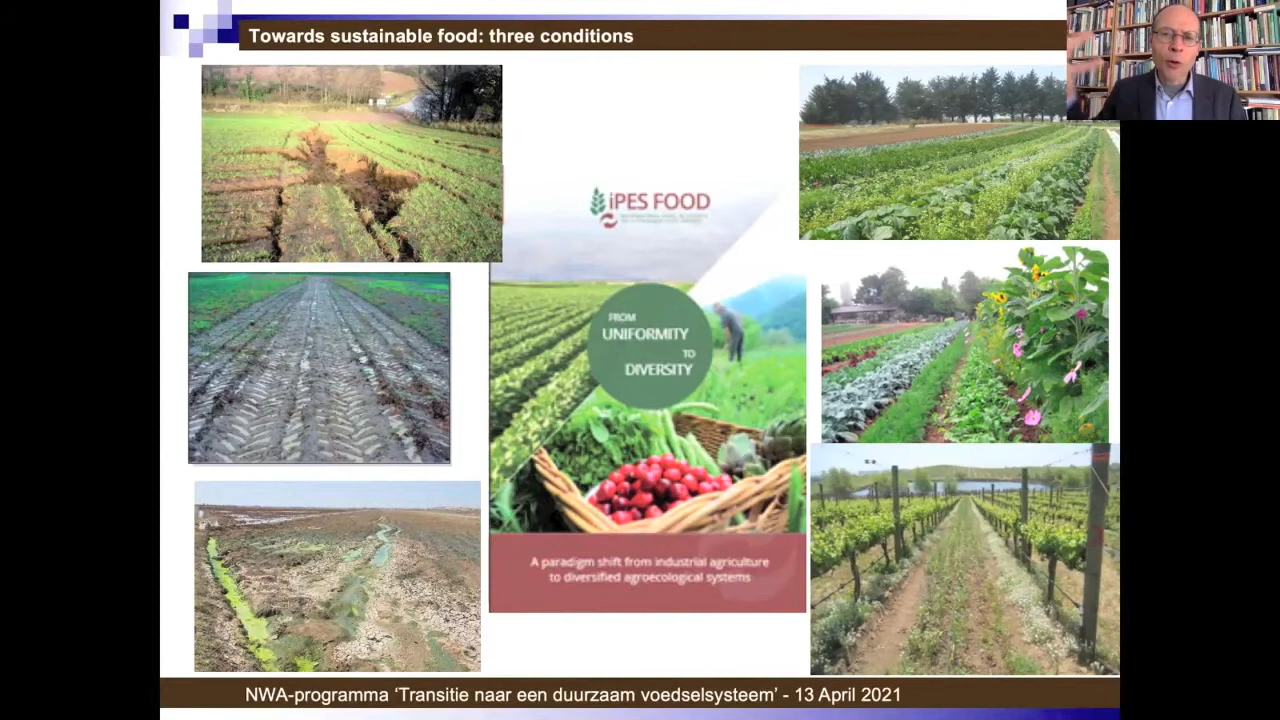 Towards sustainable food: three conditions
iPES FOOD
FROM
UNIFORMITY
TO
DIVERSITY
A paradigm shift from industrial agriculture
to diversified agroecological systems
NWA-programma ‘Transitie naar een duurzaam voedselsysteem’ - 13 April 2021